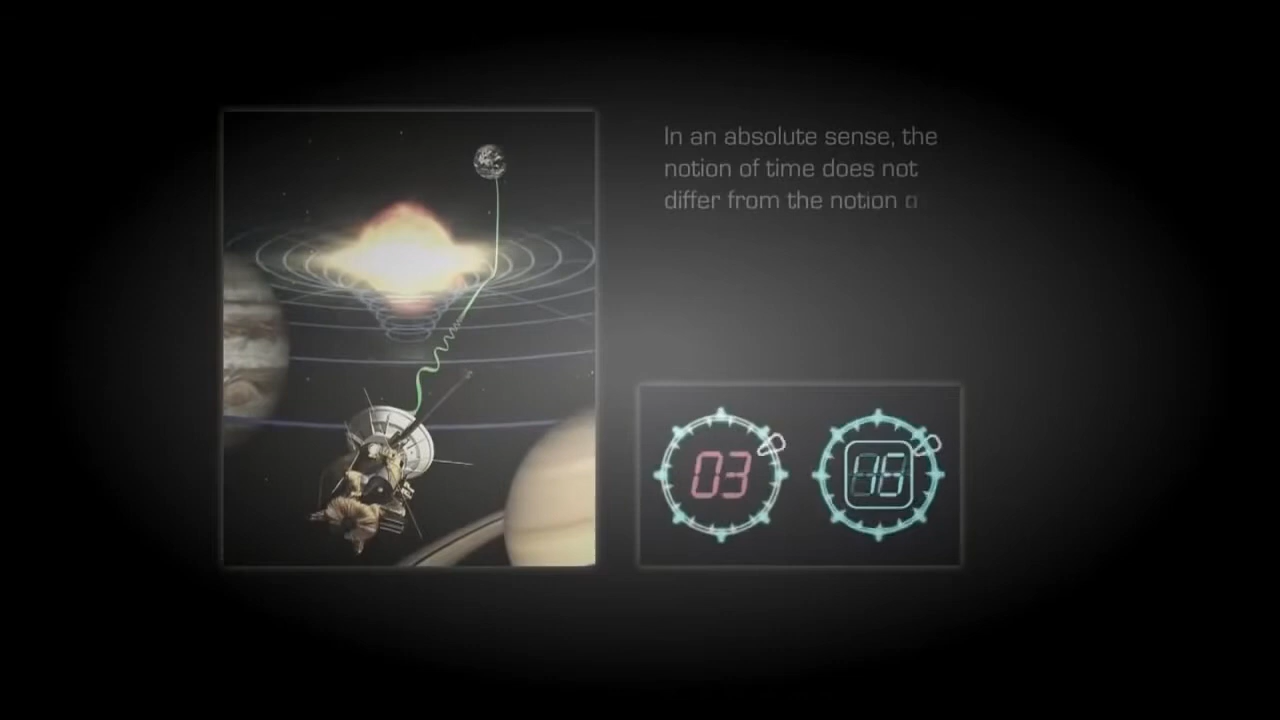 In an absolute sense, the
notion of time does not
differ from the notion
03